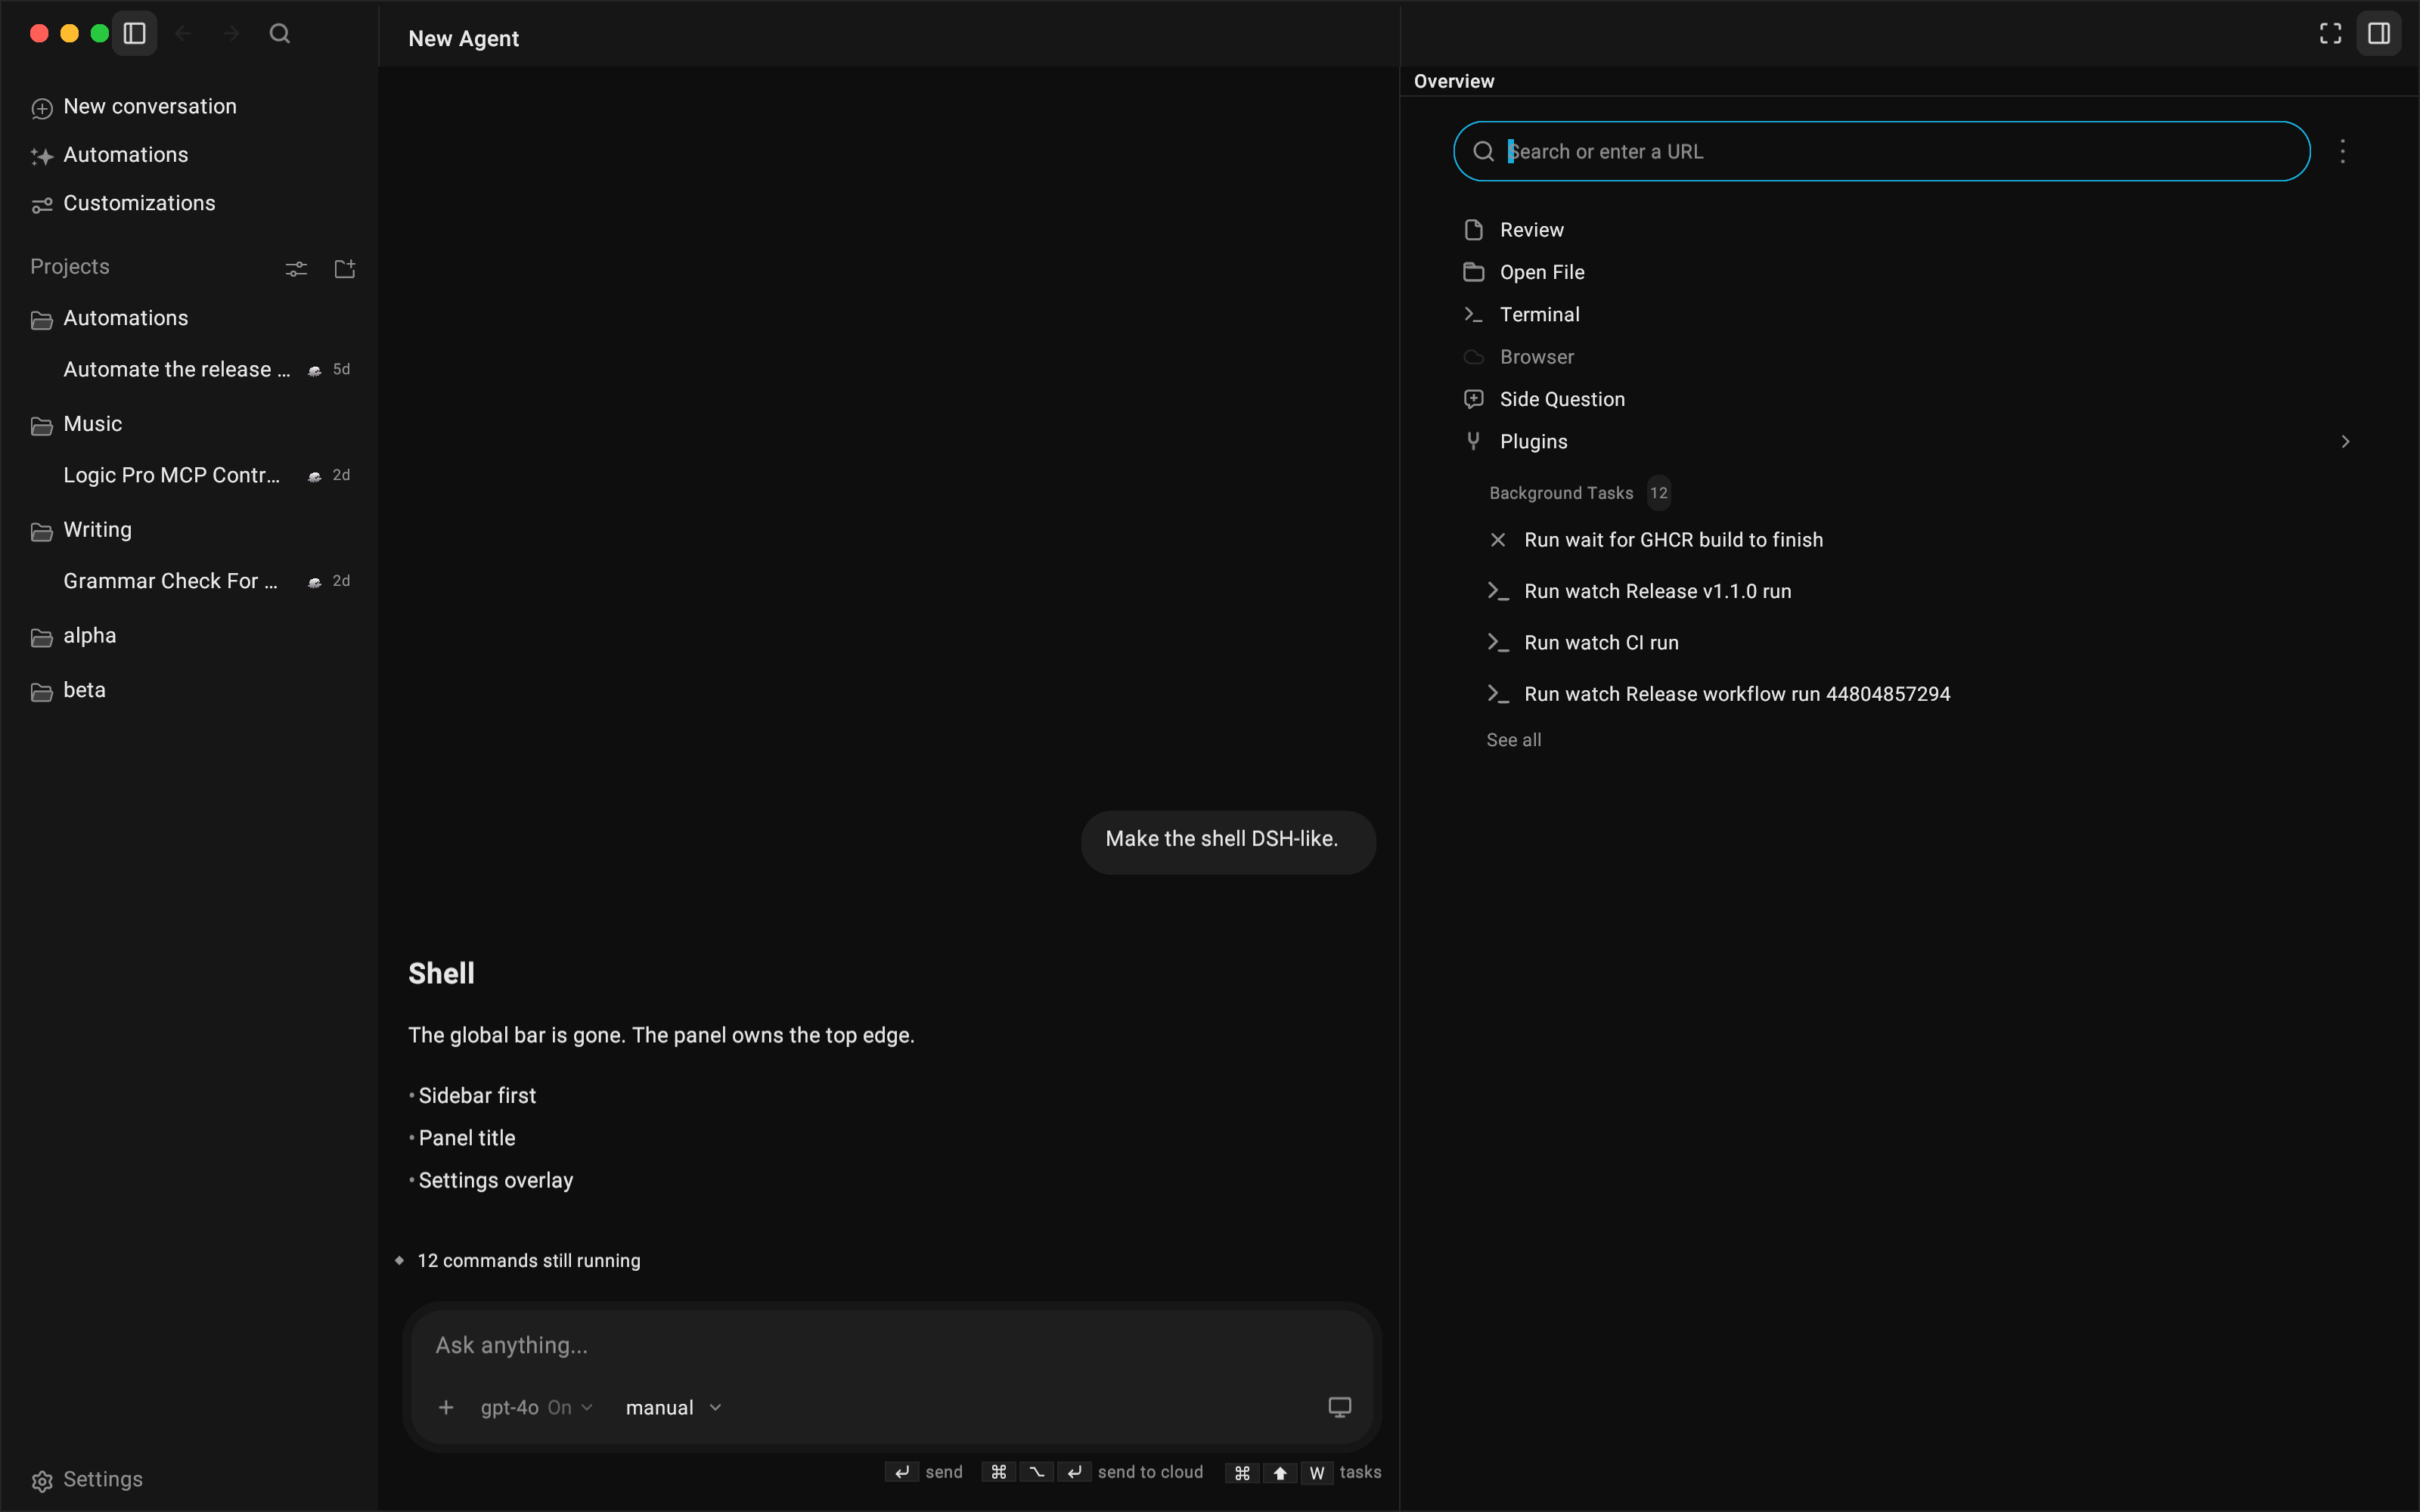 New Agent
New conversation
Automations
Customizations
Projects
Automations
Automate the release ... 5d
Music
Logic Pro MCP Contr... 2d
Writing
Grammar Check For ... 2d
alpha
beta
Settings
Make the shell DSH-like.
Shell
The global bar is gone. The panel owns the top edge.
• Sidebar first
• Panel title
• Settings overlay
12 commands still running
Ask anything...
gpt-4o On manual
send ⌘ ⌥ send to cloud ⌘ W tasks
Overview
Search or enter a URL
Review
Open File
Terminal
Browser
Side Question
Plugins
Background Tasks 12
Run wait for GHCR build to finish
Run watch Release v1.1.0 run
Run watch CI run
Run watch Release workflow run 44804857294
See all